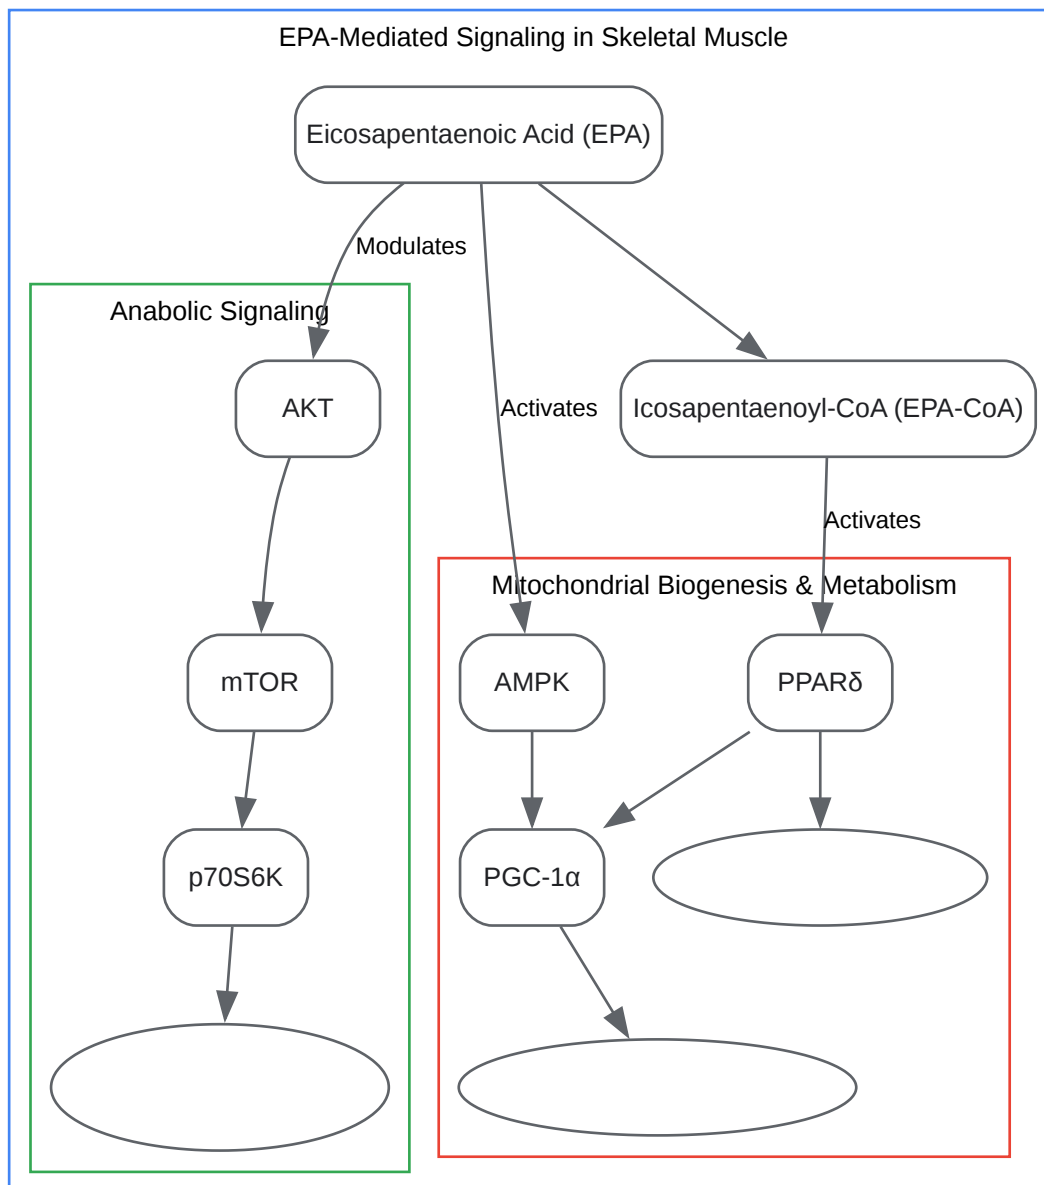 EPA-Mediated Signaling in Skeletal Muscle
Eicosapentaenoic Acid (EPA)
Modulates
Anabolic Signaling
AKT
Activates
Icosapentaenoyl-CoA (EPA-CoA)
Activates
Mitochondrial Biogenesis & Metabolism
mTOR
AMPK
PPARδ
p70S6K
PGC-1α